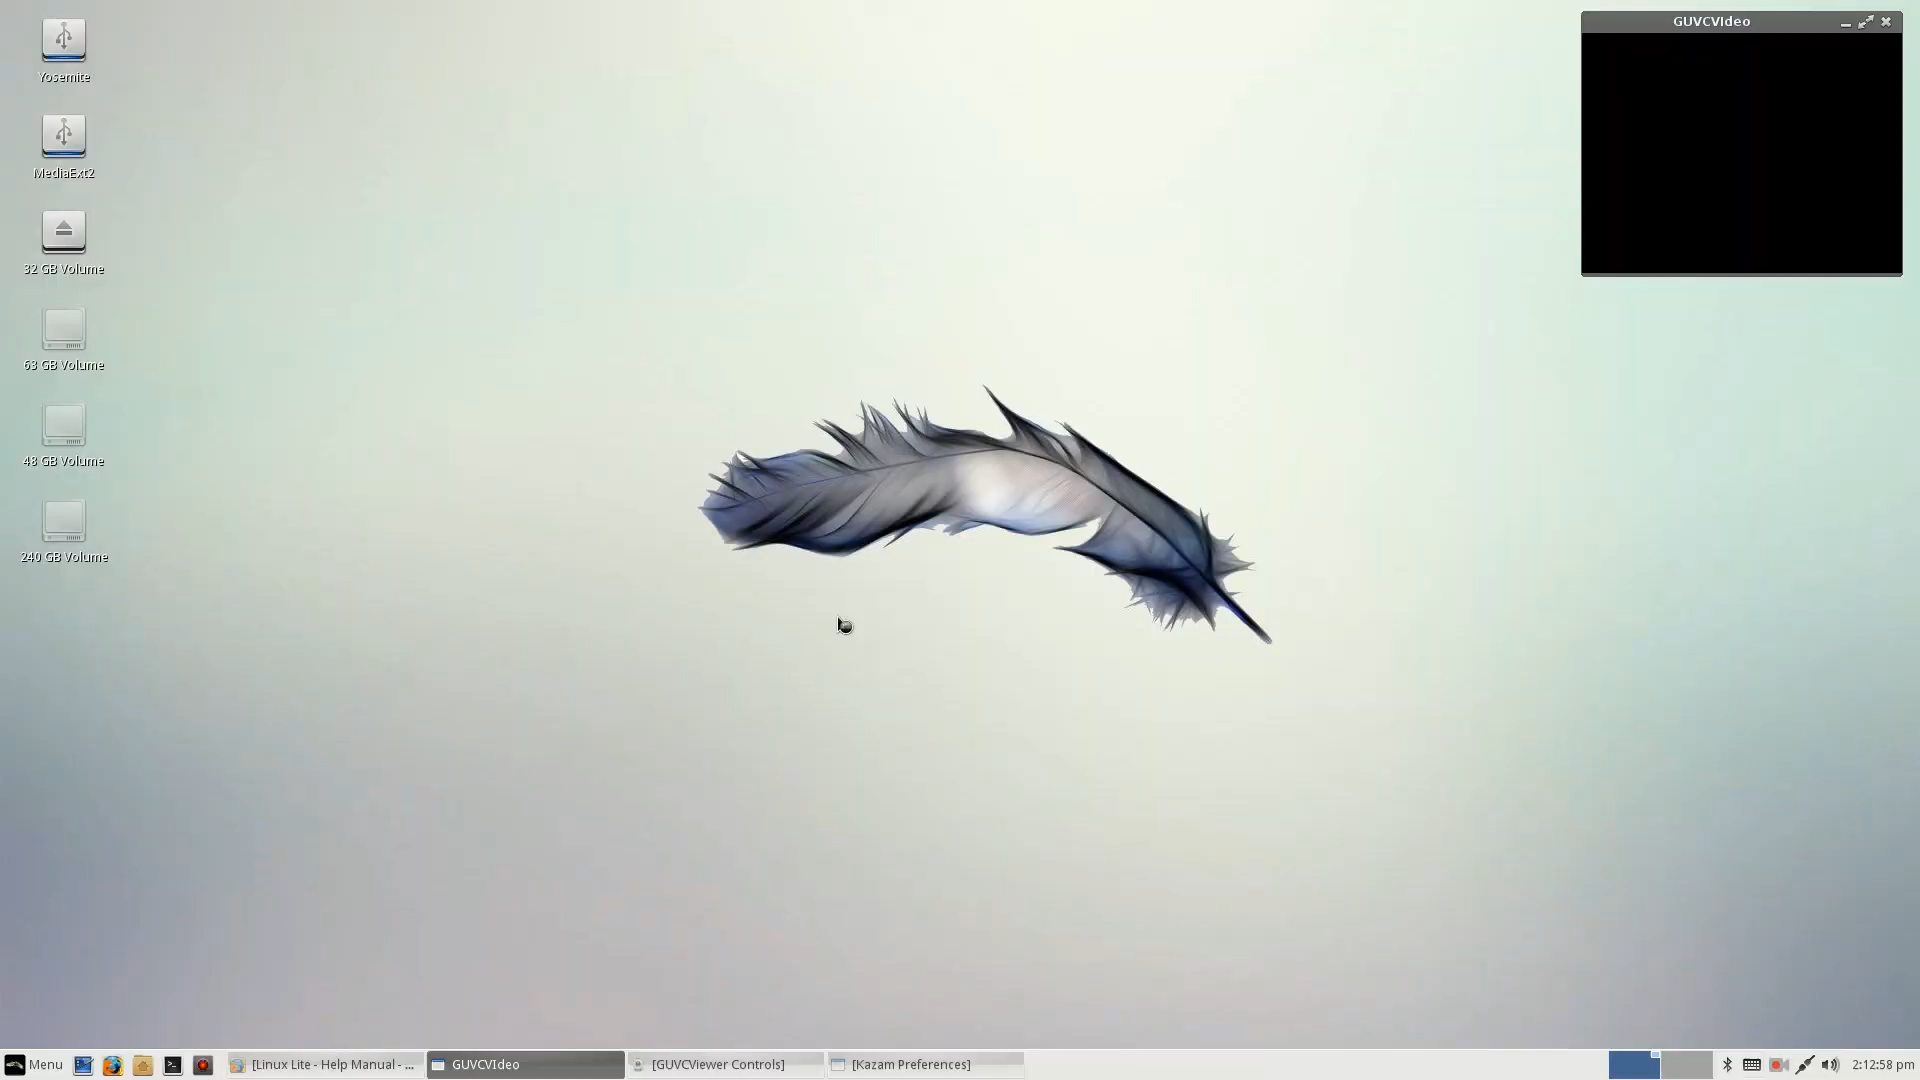 GUVCVIdeo
Yosemite
MediaExt2
32 GB Volume
63 GB Volume
48 GB Volume
240 GB Volume
Menu
[Linux Lite - Help Manual - ...
GUVCVIdeo
[GUVCViewer Controls]
[Kazam Preferences]
2:12:58 pm